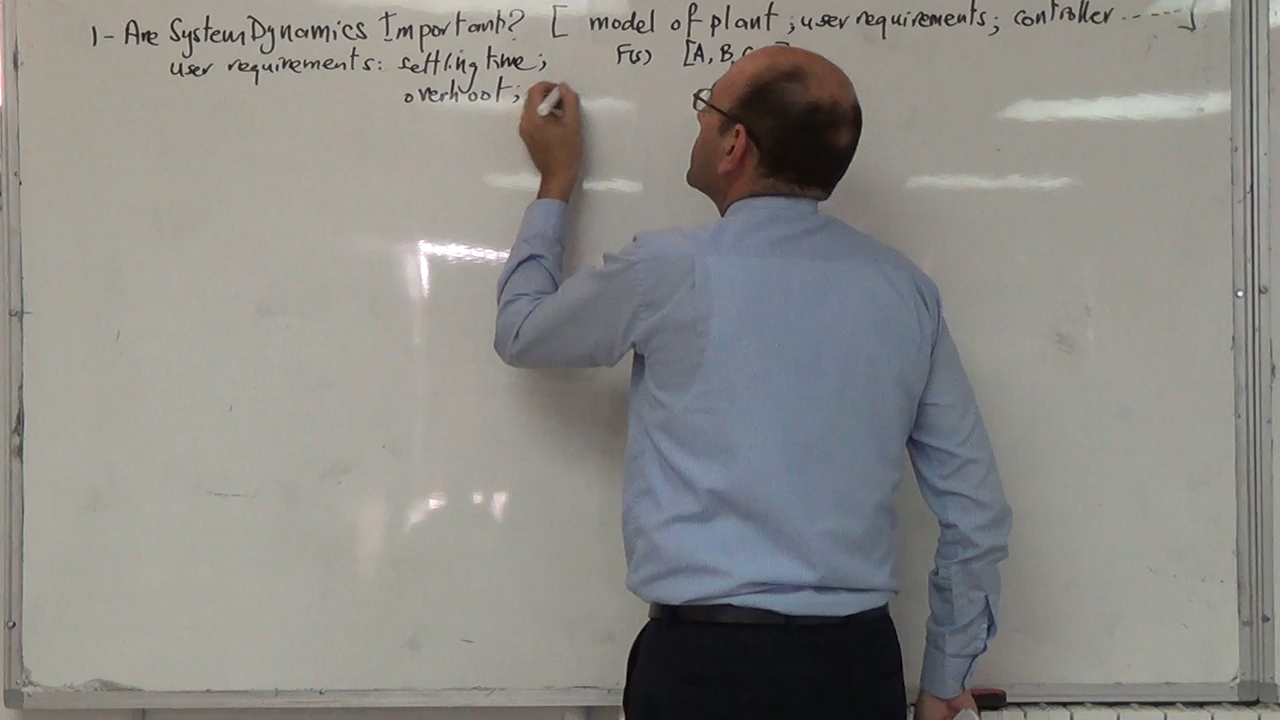 1- Are System Dynamics Important? [ model of plant ; user requirements; controller ------ ]
user requirements: settling time; F(s) [A, B, C
overshoot;